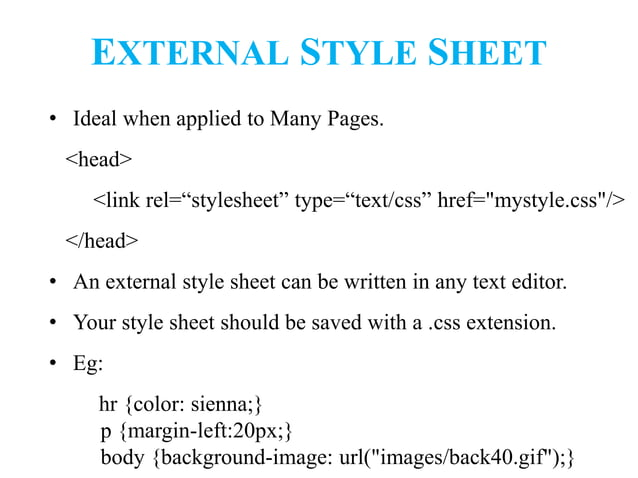 EXTERNAL STYLE SHEET
• Ideal when applied to Many Pages.
<head>
<link rel=“stylesheet” type=“text/css” href="mystyle.css"/>
</head>
• An external style sheet can be written in any text editor.
• Your style sheet should be saved with a .css extension.
• Eg:
hr {color: sienna;}
p {margin-left:20px;}
body {background-image: url("images/back40.gif");}